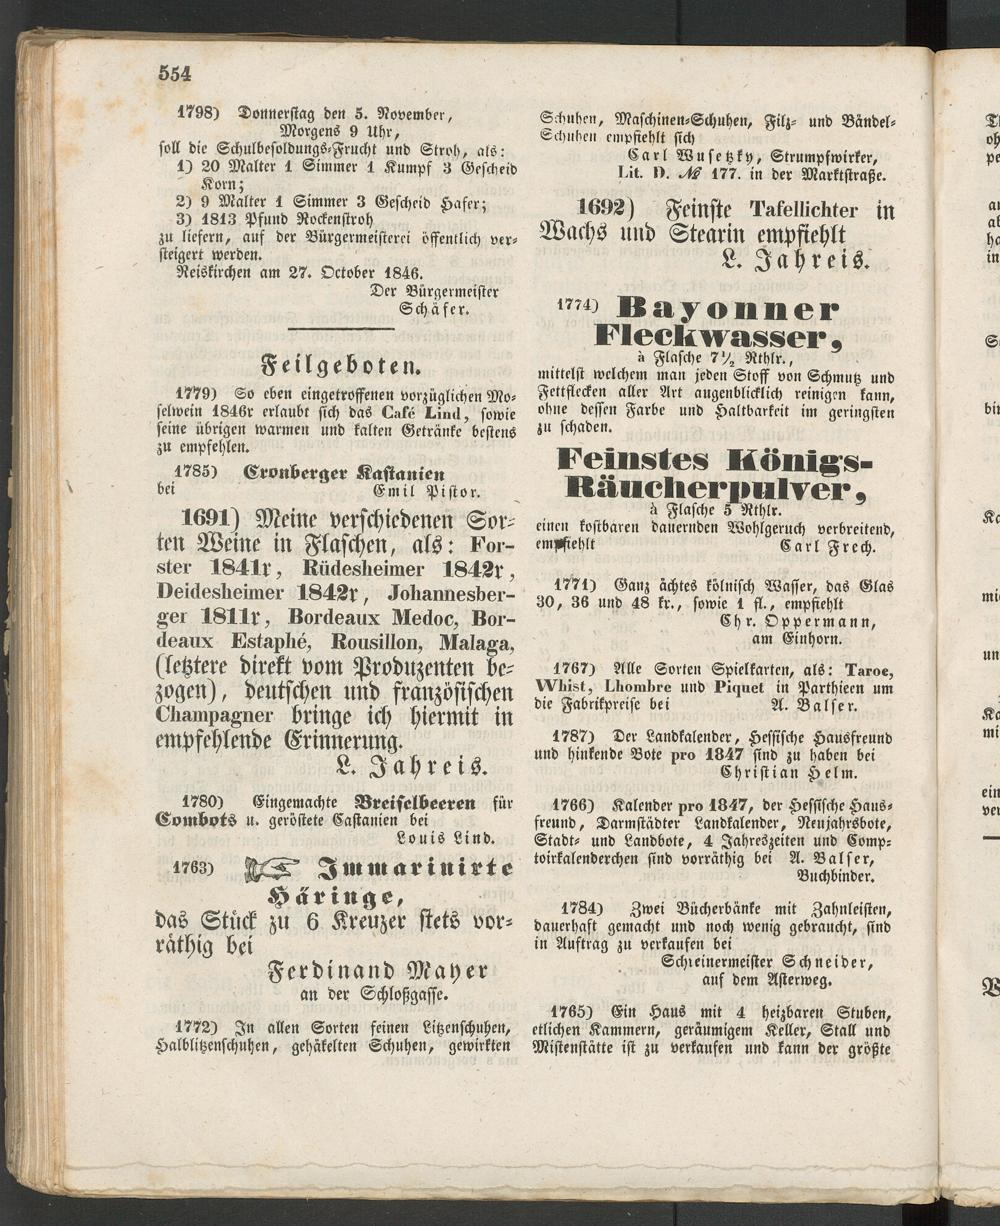 554
1798) Donnerstag den 5. November,
Morgens 9 Uhr,
soll die Schulbesoldungs-Frucht und Stroh, als:
1) 20 Malter 1 Simmer 1 Kumpf 3 Gescheid
Korn;
2) 9 Malter 1 Simmer 3 Gescheid Hafer;
3) 1813 Pfund Rockenstroh
zu liefern, auf der Bürgermeisterei öffentlich ver-
steigert werden.
Reiskirchen am 27. October 1846.
Der Bürgermeister
Schäfer.
Feilgeboten.
1779) So eben eingetroffenen vorzüglichen Mo-
selwein 1846r erlaubt sich das Café Lind, sowie
seine übrigen warmen und kalten Getränke bestens
zu empfehlen.
1785) Cronberger Kastanien
bei Emil Pistor.
1691) Meine verschiedenen Sor-
ten Weine in Flaschen, als: For-
ster 1841r, Rüdesheimer 1842r,
Deidesheimer 1842r, Johannesber-
ger 1811r, Bordeaux Medoc, Bor-
deaux Estaphé, Rousillon, Malaga,
(letztere direkt vom Produzenten be-
zogen), deutschen und französischen
Champagner bringe ich hiermit in
empfehlende Erinnerung.
L. Jahreis.
1780) Eingemachte Preiselbeeren für
Combots u. geröstete Castanien bei
Louis Lind.
1763) Immarinirte
Häringe,
das Stück zu 6 Kreuzer stets vor-
räthig bei
Ferdinand Mayer
an der Schloßgasse.
1772) In allen Sorten feinen Litzenschuhen,
Halblitzenschuhen, gehäkelten Schuhen, gewirkten
Schuhen, Maschinen-Schuhen, Filz- und Bändel-
Schuhen empfiehlt sich
Carl Wusetzky, Strumpfwirker,
Lit. D. № 177. in der Marktstraße.
1692) Feinste Tafellichter in
Wachs und Stearin empfiehlt
L. Jahreis.
1774) Bayonner
Fleckwasser,
à Flasche 7½ Rthlr.,
mittelst welchem man jeden Stoff von Schmutz und
Fettflecken aller Art augenblicklich reinigen kann,
ohne dessen Farbe und Haltbarkeit im geringsten
zu schaden.
Feinstes Königs-
Räucherpulver,
à Flasche 5 Rthlr.
einen kostbaren dauernden Wohlgeruch verbreitend,
empfiehlt Carl Frech.
1771) Ganz ächtes kölnisch Wasser, das Glas
30, 36 und 48 kr., sowie 1 fl., empfiehlt
Chr. Oppermann,
am Einhorn.
1767) Alle Sorten Spielkarten, als: Taroc,
Whist, Lhombre und Piquet in Parthieen um
die Fabrikpreise bei A. Balser.
1787) Der Landkalender, Hessische Hausfreund
und hinkende Bote pro 1847 sind zu haben bei
Christian Helm.
1766) Kalender pro 1847, der Hessische Haus-
freund, Darmstädter Landkalender, Neujahrsbote,
Stadt- und Landbote, 4 Jahreszeiten und Comp-
toirkalenderchen sind vorräthig bei A. Balser,
Buchbinder.
1784) Zwei Bücherbänke mit Zahnleisten,
dauerhaft gemacht und noch wenig gebraucht, sind
in Auftrag zu verkaufen bei
Schreinermeister Schneider,
auf dem Asterweg.
1765) Ein Haus mit 4 heizbaren Stuben,
etlichen Kammern, geräumigem Keller, Stall und
Mistenstätte ist zu verkaufen und kann der größte